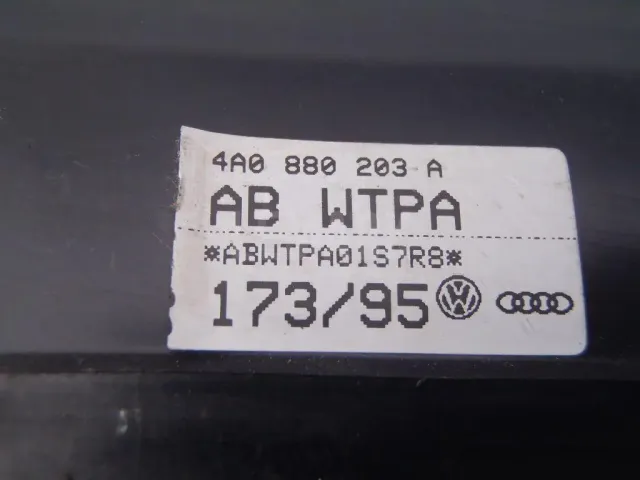 4A0 880 203 A
AB WTPA
*ABWTPA01S7R8*
173/95